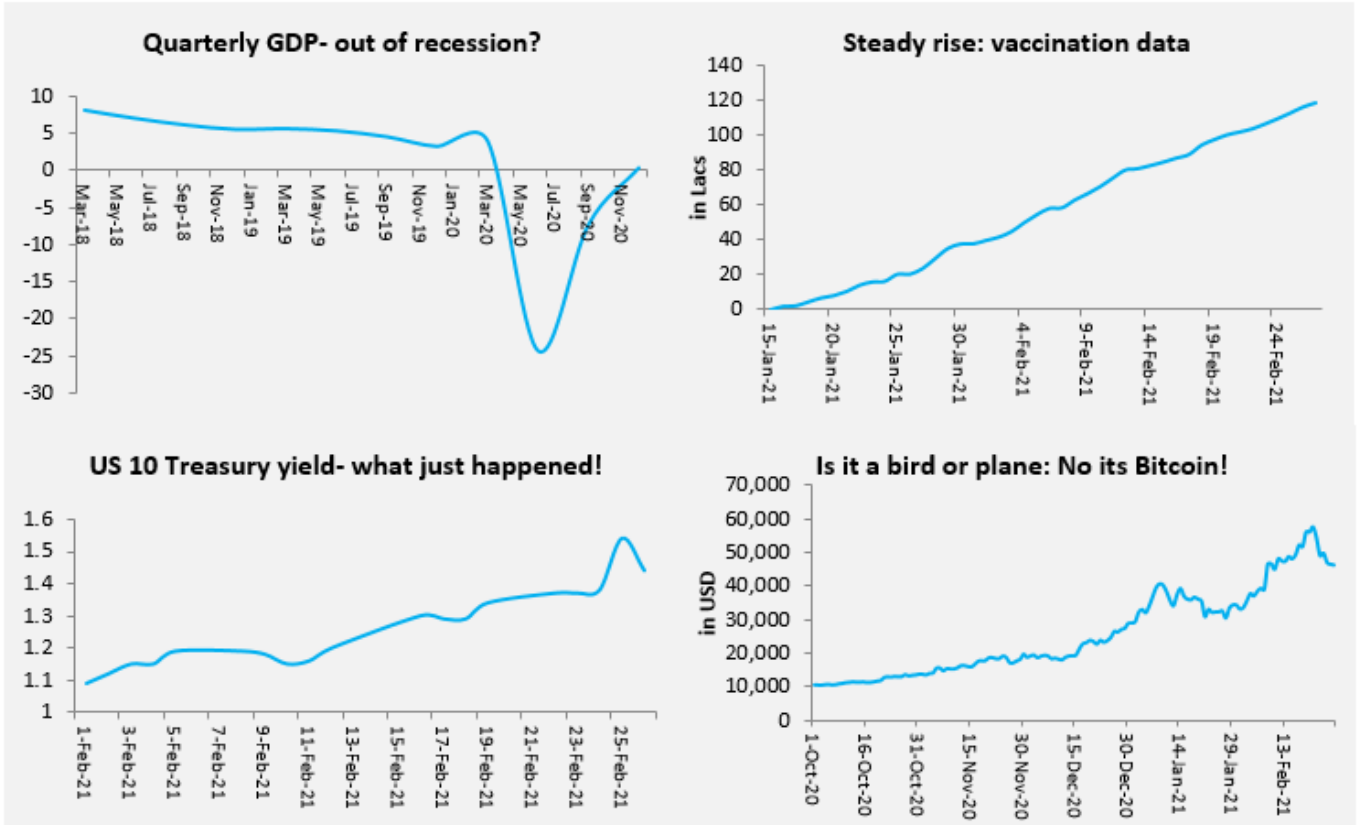 Quarterly GDP- out of recession?
10
5
0
-5
-10
-15
-20
-25
-30
Mar-18
May-18
Jul-18
Sep-18
Nov-18
Jan-19
Mar-19
May-19
Jul-19
Sep-19
Nov-19
Jan-20
Mar-20
May-20
Jul-20
Sep-20
Nov-20
Steady rise: vaccination data
in Lacs
140
120
100
80
60
40
20
0
15-Jan-21
20-Jan-21
25-Jan-21
30-Jan-21
4-Feb-21
9-Feb-21
14-Feb-21
19-Feb-21
24-Feb-21
US 10 Treasury yield- what just happened!
1.6
1.5
1.4
1.3
1.2
1.1
1
1-Feb-21
3-Feb-21
5-Feb-21
7-Feb-21
9-Feb-21
11-Feb-21
13-Feb-21
15-Feb-21
17-Feb-21
19-Feb-21
21-Feb-21
23-Feb-21
25-Feb-21
Is it a bird or plane: No its Bitcoin!
in USD
70,000
60,000
50,000
40,000
30,000
20,000
10,000
0
1-Oct-20
16-Oct-20
31-Oct-20
15-Nov-20
30-Nov-20
15-Dec-20
30-Dec-20
14-Jan-21
29-Jan-21
13-Feb-21